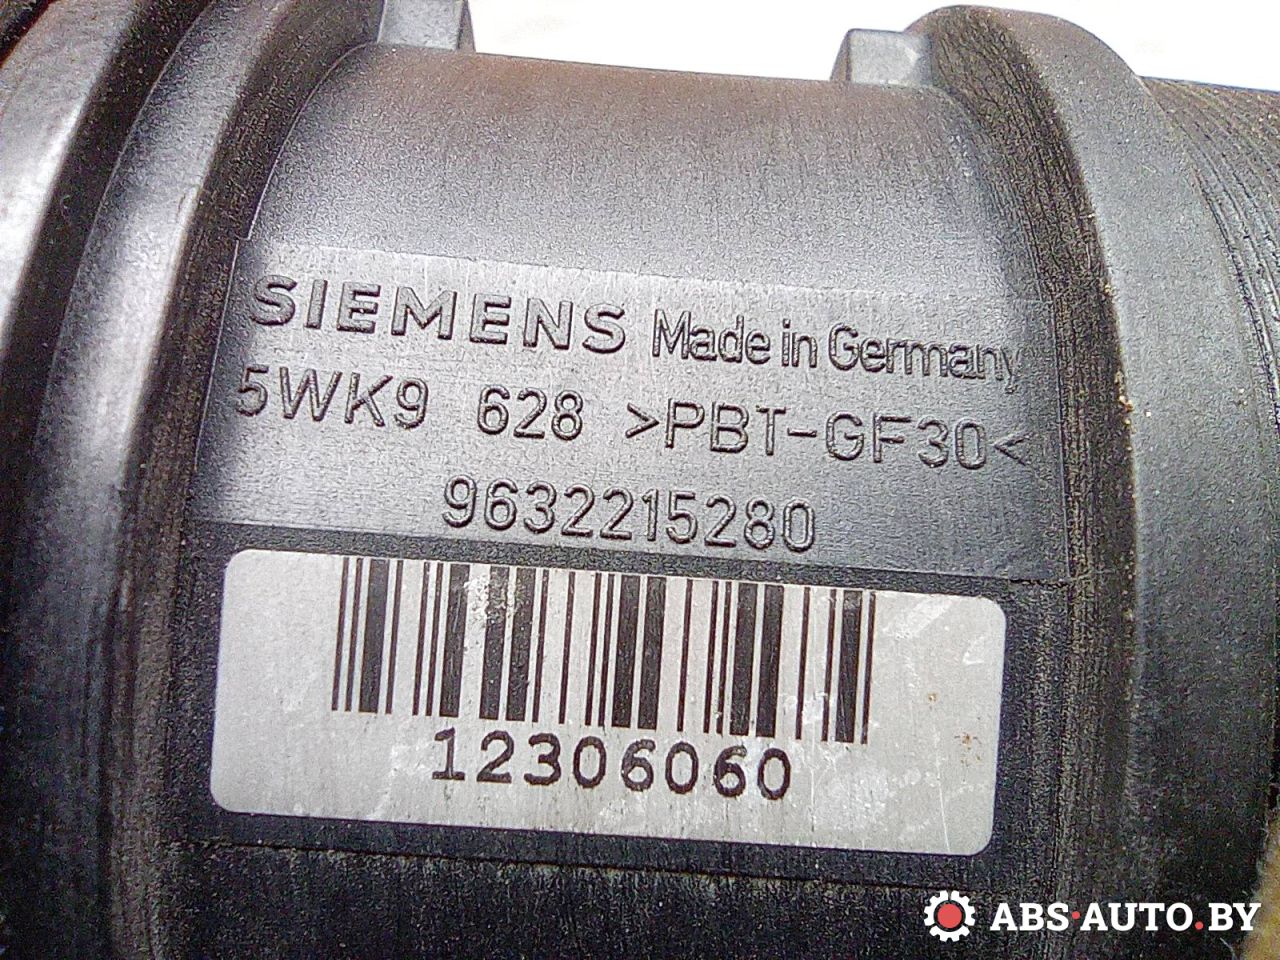 SIEMENS Made in Germany
5WK9 628 >PBT-GF30<
9632215280
12306060
ABS·AUTO.BY